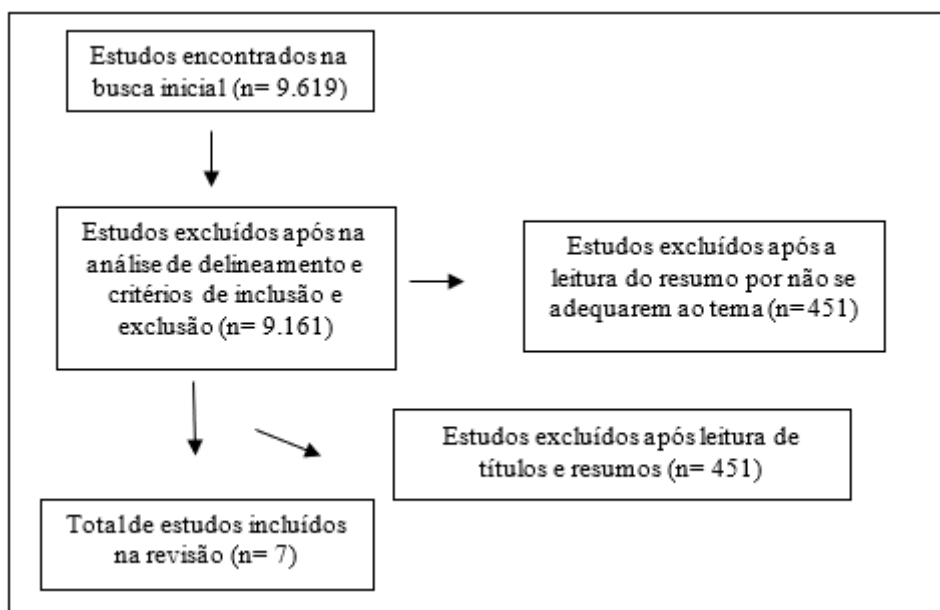 Estudos encontrados na
busca inicial (n= 9.619)
Estudos excluídos após na
análise de delineamento e
critérios de inclusão e
exclusão (n= 9.161)
Estudos excluídos após a
leitura do resumo por não se
adequarem ao tema (n= 451)
Estudos excluídos após leitura de
títulos e resumos (n= 451)
Total de estudos incluídos
na revisão (n= 7)